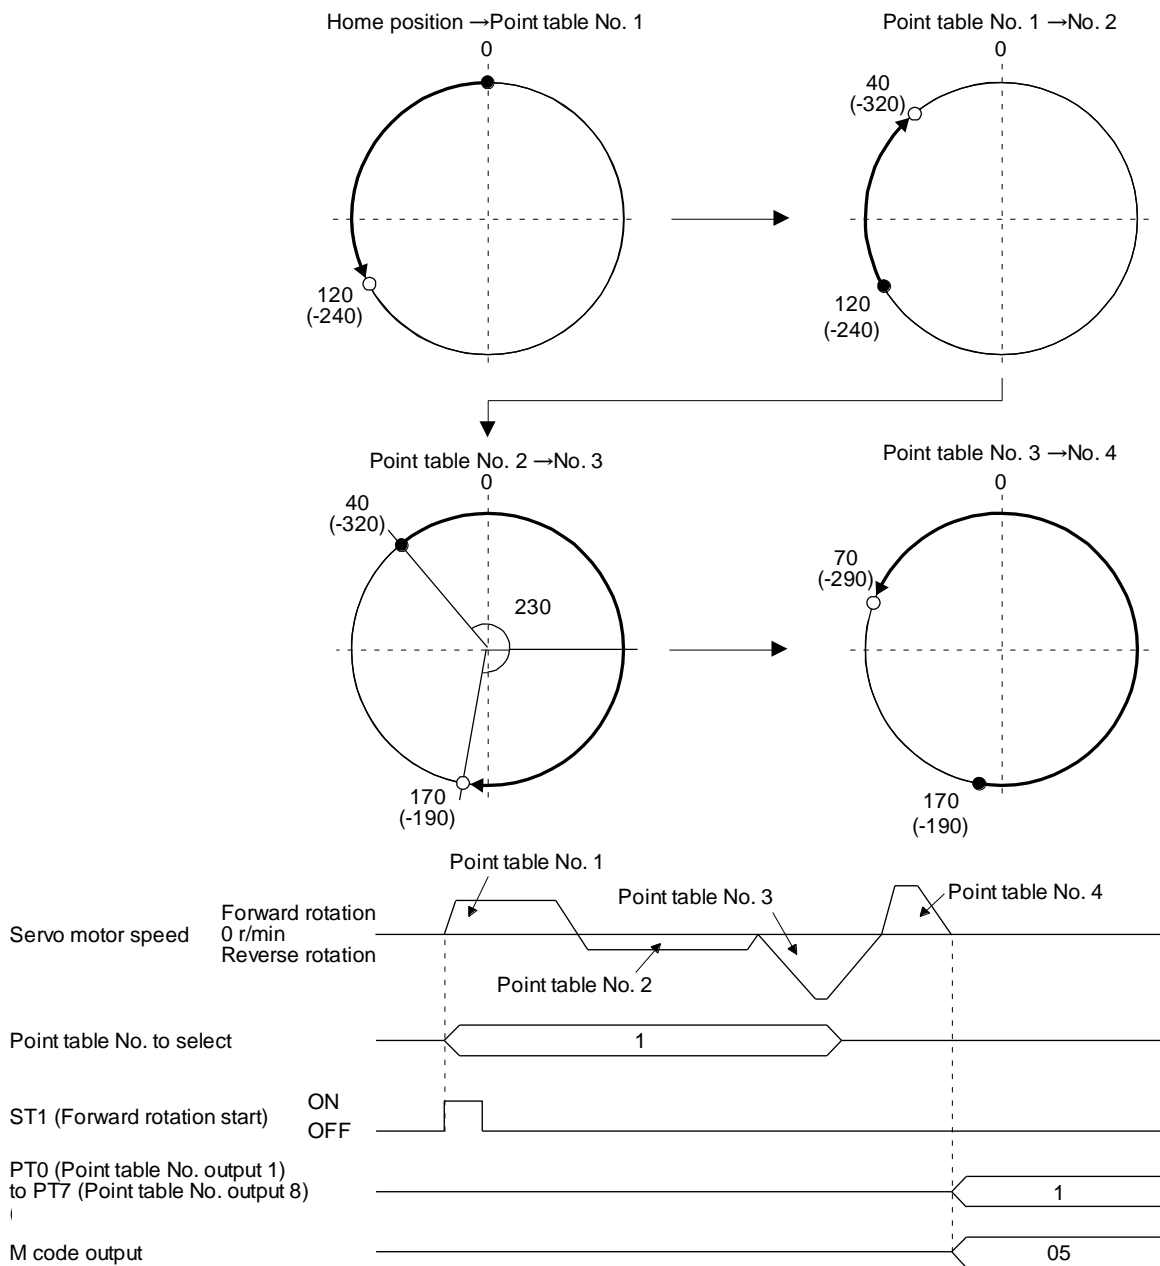 Home position →Point table No. 1
0
120
(-240)
Point table No. 1 →No. 2
0
40
(-320)
120
(-240)
Point table No. 2 →No. 3
0
40
(-320)
230
170
(-190)
Point table No. 3 →No. 4
0
70
(-290)
170
(-190)
Point table No. 1
Point table No. 3
Point table No. 4
Servo motor speed
Forward rotation
0 r/min
Reverse rotation
Point table No. 2
Point table No. to select
1
ST1 (Forward rotation start)
ON
OFF
PT0 (Point table No. output 1)
to PT7 (Point table No. output 8)
1
M code output
05